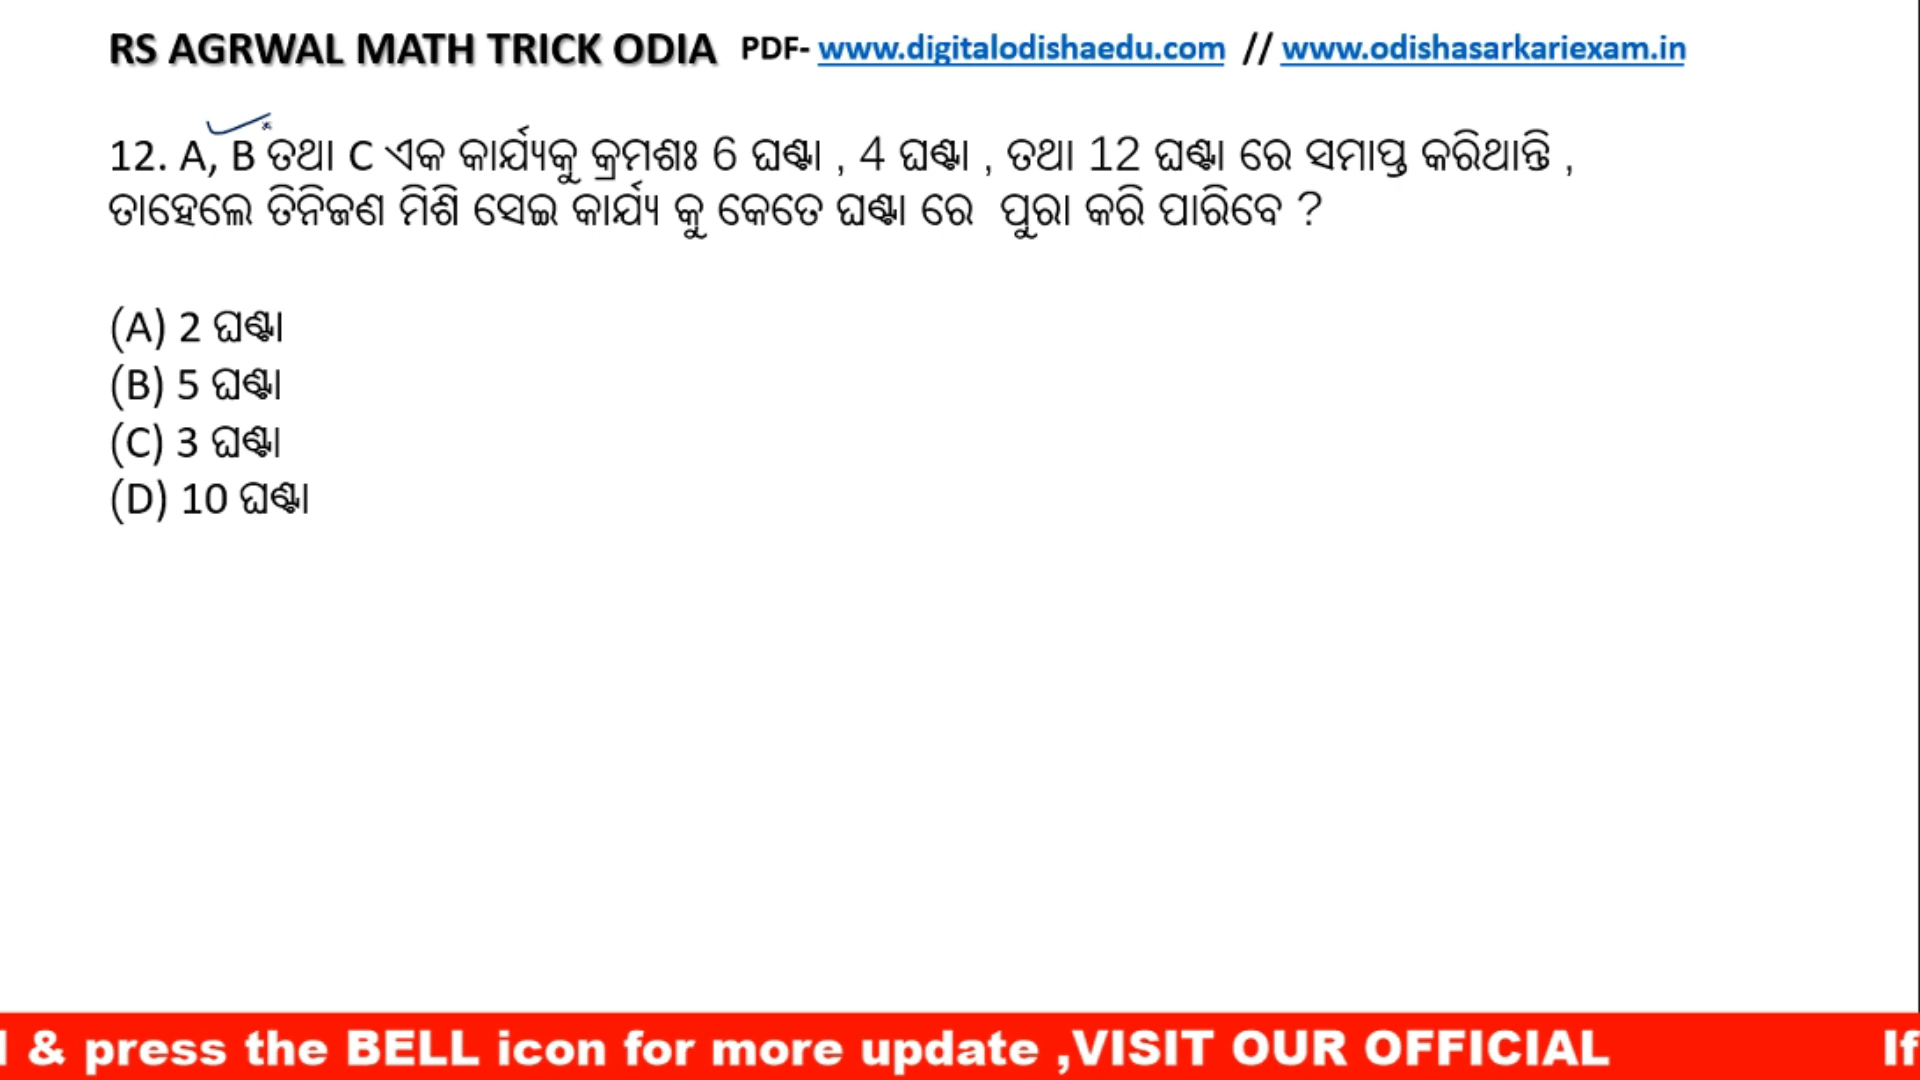 RS AGRWAL MATH TRICK ODIA PDF- www.digitalodishaedu.com // www.odishasarkariexam.in
12. A, B ତଥା C ଏକ କାର୍ଯ୍ୟକୁ କ୍ରମଶଃ 6 ଘଣ୍ଟା , 4 ଘଣ୍ଟା , ତଥା 12 ଘଣ୍ଟା ରେ ସମାପ୍ତ କରିଥାନ୍ତି ,
ତାହେଲେ ତିନିଜଣ ମିଶି ସେଇ କାର୍ଯ୍ୟ କୁ କେତେ ଘଣ୍ଟା ରେ ପୁରା କରି ପାରିବେ ?
(A) 2 ଘଣ୍ଟା
(B) 5 ଘଣ୍ଟା
(C) 3 ଘଣ୍ଟା
(D) 10 ଘଣ୍ଟା
& press the BELL icon for more update ,VISIT OUR OFFICIAL If